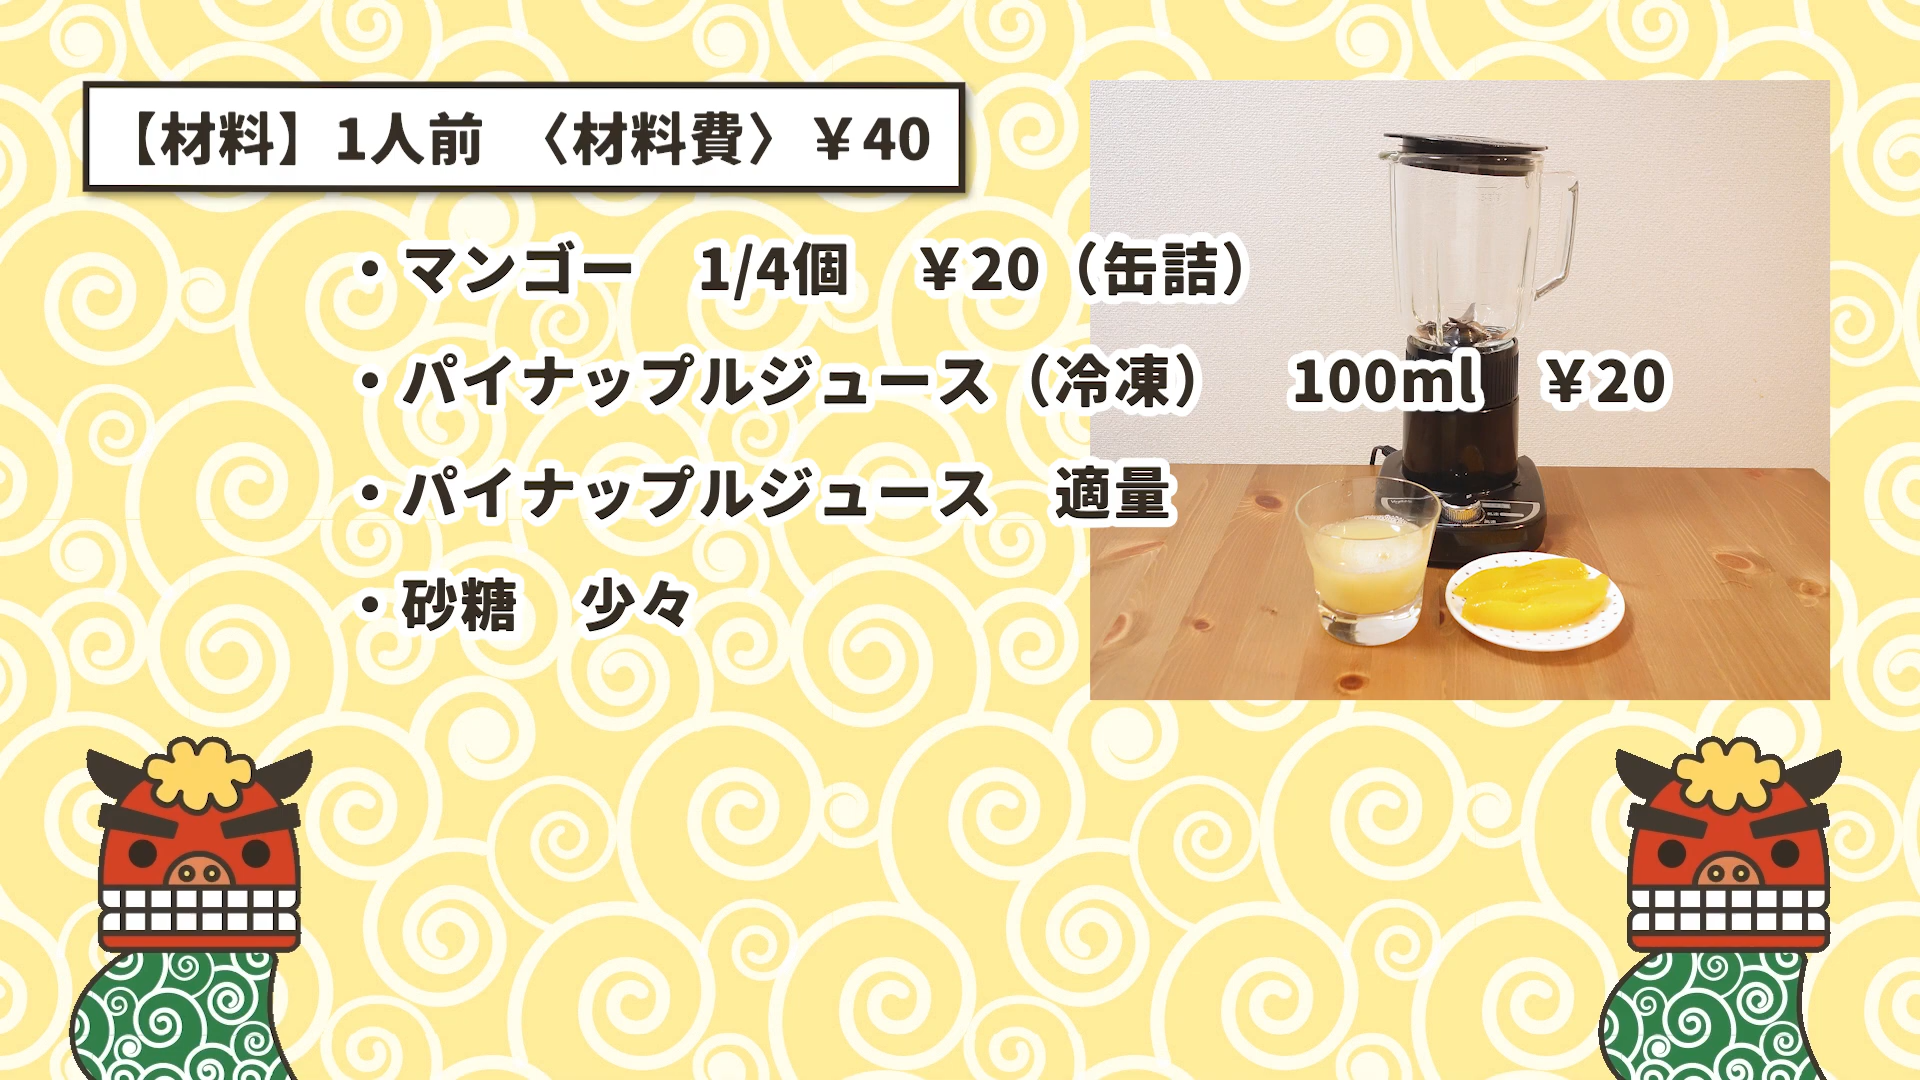 【材料】1人前 〈材料費〉￥40
・マンゴー 1/4個 ￥20（缶詰）
・パイナップルジュース（冷凍） 100ml ￥20
・パイナップルジュース 適量
・砂糖 少々